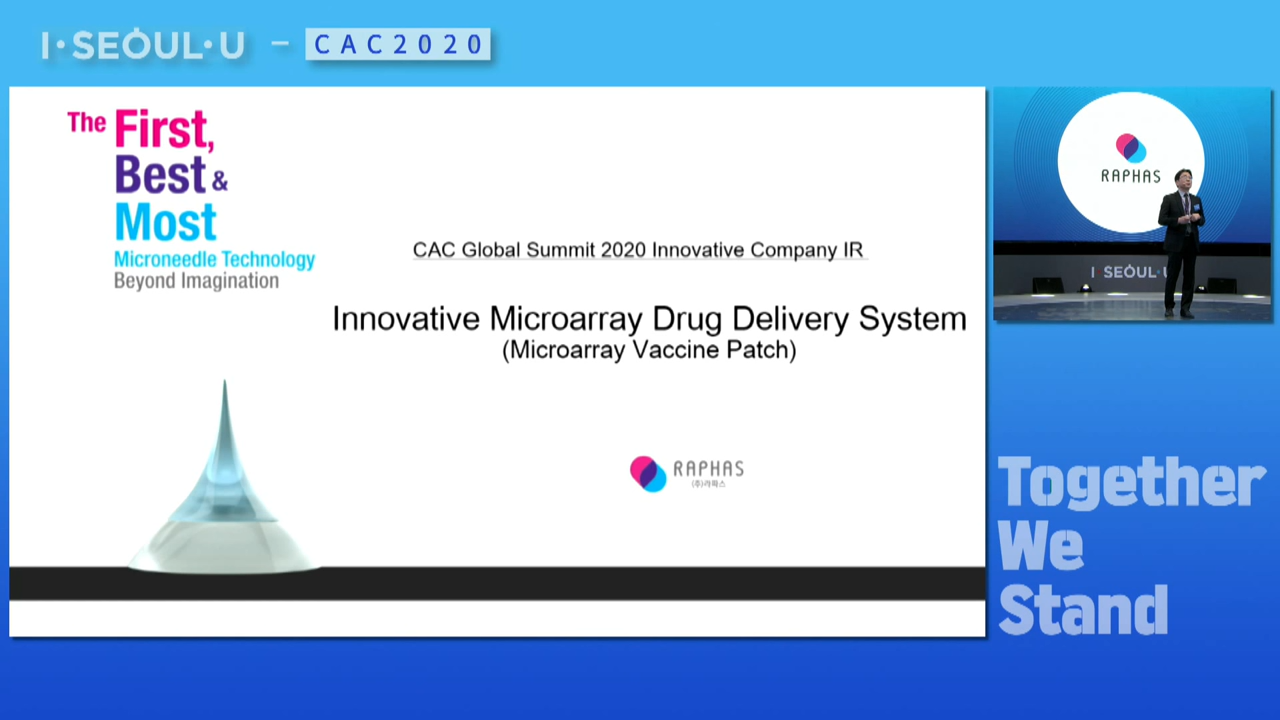 I·SEOUL·U – CAC2020
The First,
Best &
Most
Microneedle Technology
Beyond Imagination
CAC Global Summit 2020 Innovative Company IR
Innovative Microarray Drug Delivery System
(Microarray Vaccine Patch)
RAPHAS
(주)라파스
RAPHAS
I SEOUL·U
Together
We
Stand